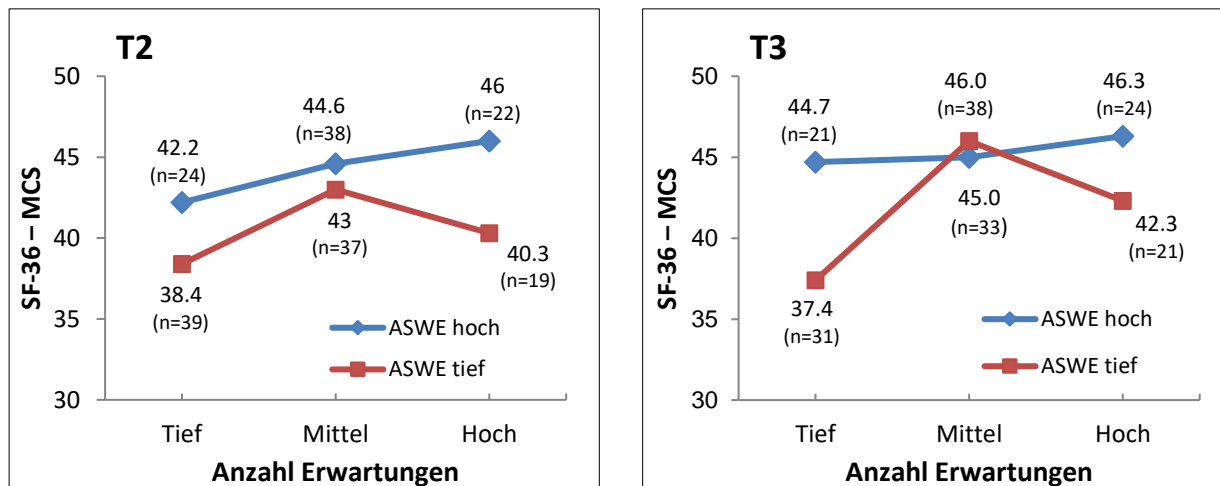 T2
50
45
40
35
30
SF-36 – MCS
42.2
(n=24)
44.6
(n=38)
46
(n=22)
38.4
(n=39)
43
(n=37)
40.3
(n=19)
ASWE hoch
ASWE tief
Tief Mittel Hoch
Anzahl Erwartungen
T3
50
45
40
35
30
SF-36 – MCS
44.7
(n=21)
46.0
(n=38)
46.3
(n=24)
37.4
(n=31)
45.0
(n=33)
42.3
(n=21)
ASWE hoch
ASWE tief
Tief Mittel Hoch
Anzahl Erwartungen